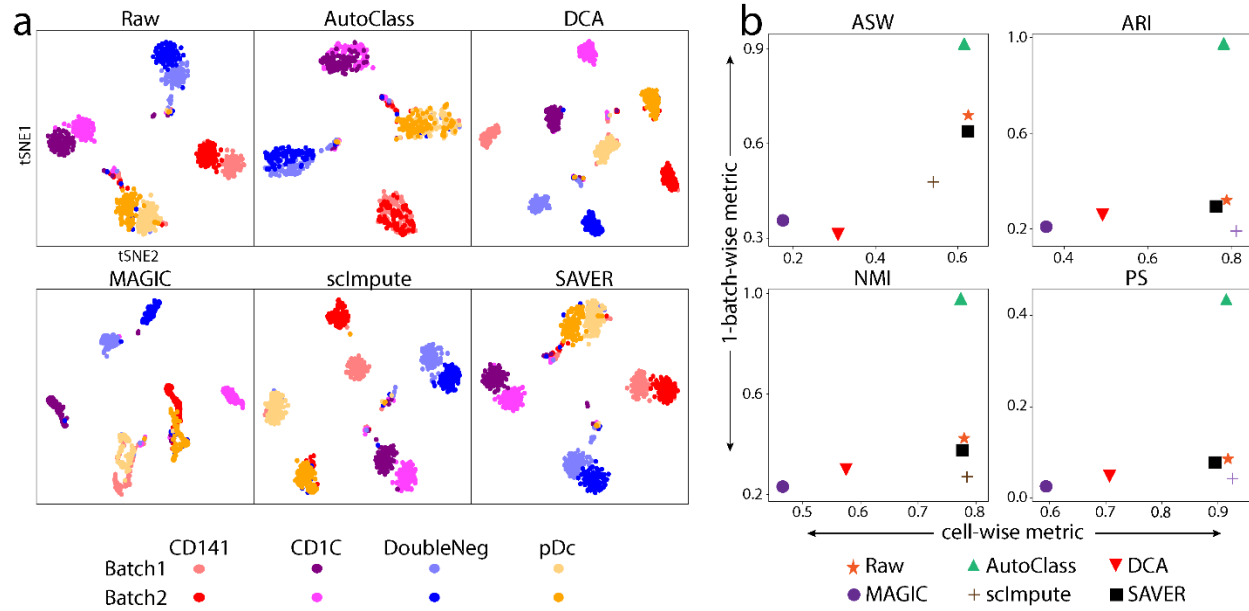 a
Raw
AutoClass
DCA
tSNE1
tSNE2
MAGIC
scImpute
SAVER
CD141
CD1C
DoubleNeg
pDc
Batch1
Batch2
b
ASW
ARI
0.9
0.6
0.3
0.2
0.4
0.6
1.0
0.6
0.2
0.4
0.6
0.8
NMI
PS
1.0
0.6
0.2
0.5
0.6
0.7
0.8
0.4
0.2
0.0
0.6
0.7
0.8
0.9
1-batch-wise metric
cell-wise metric
Raw
AutoClass
DCA
MAGIC
scImpute
SAVER